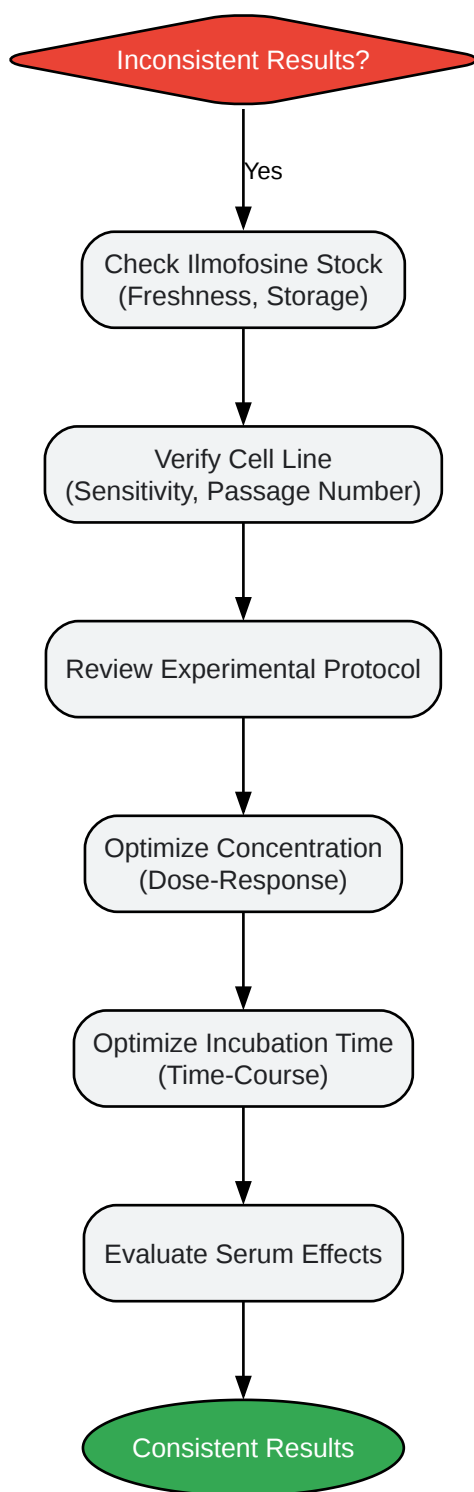 Inconsistent Results?
Yes
Check Ilmofosine Stock
(Freshness, Storage)
Verify Cell Line
(Sensitivity, Passage Number)
Review Experimental Protocol
Optimize Concentration
(Dose-Response)
Optimize Incubation Time
(Time-Course)
Evaluate Serum Effects
Consistent Results